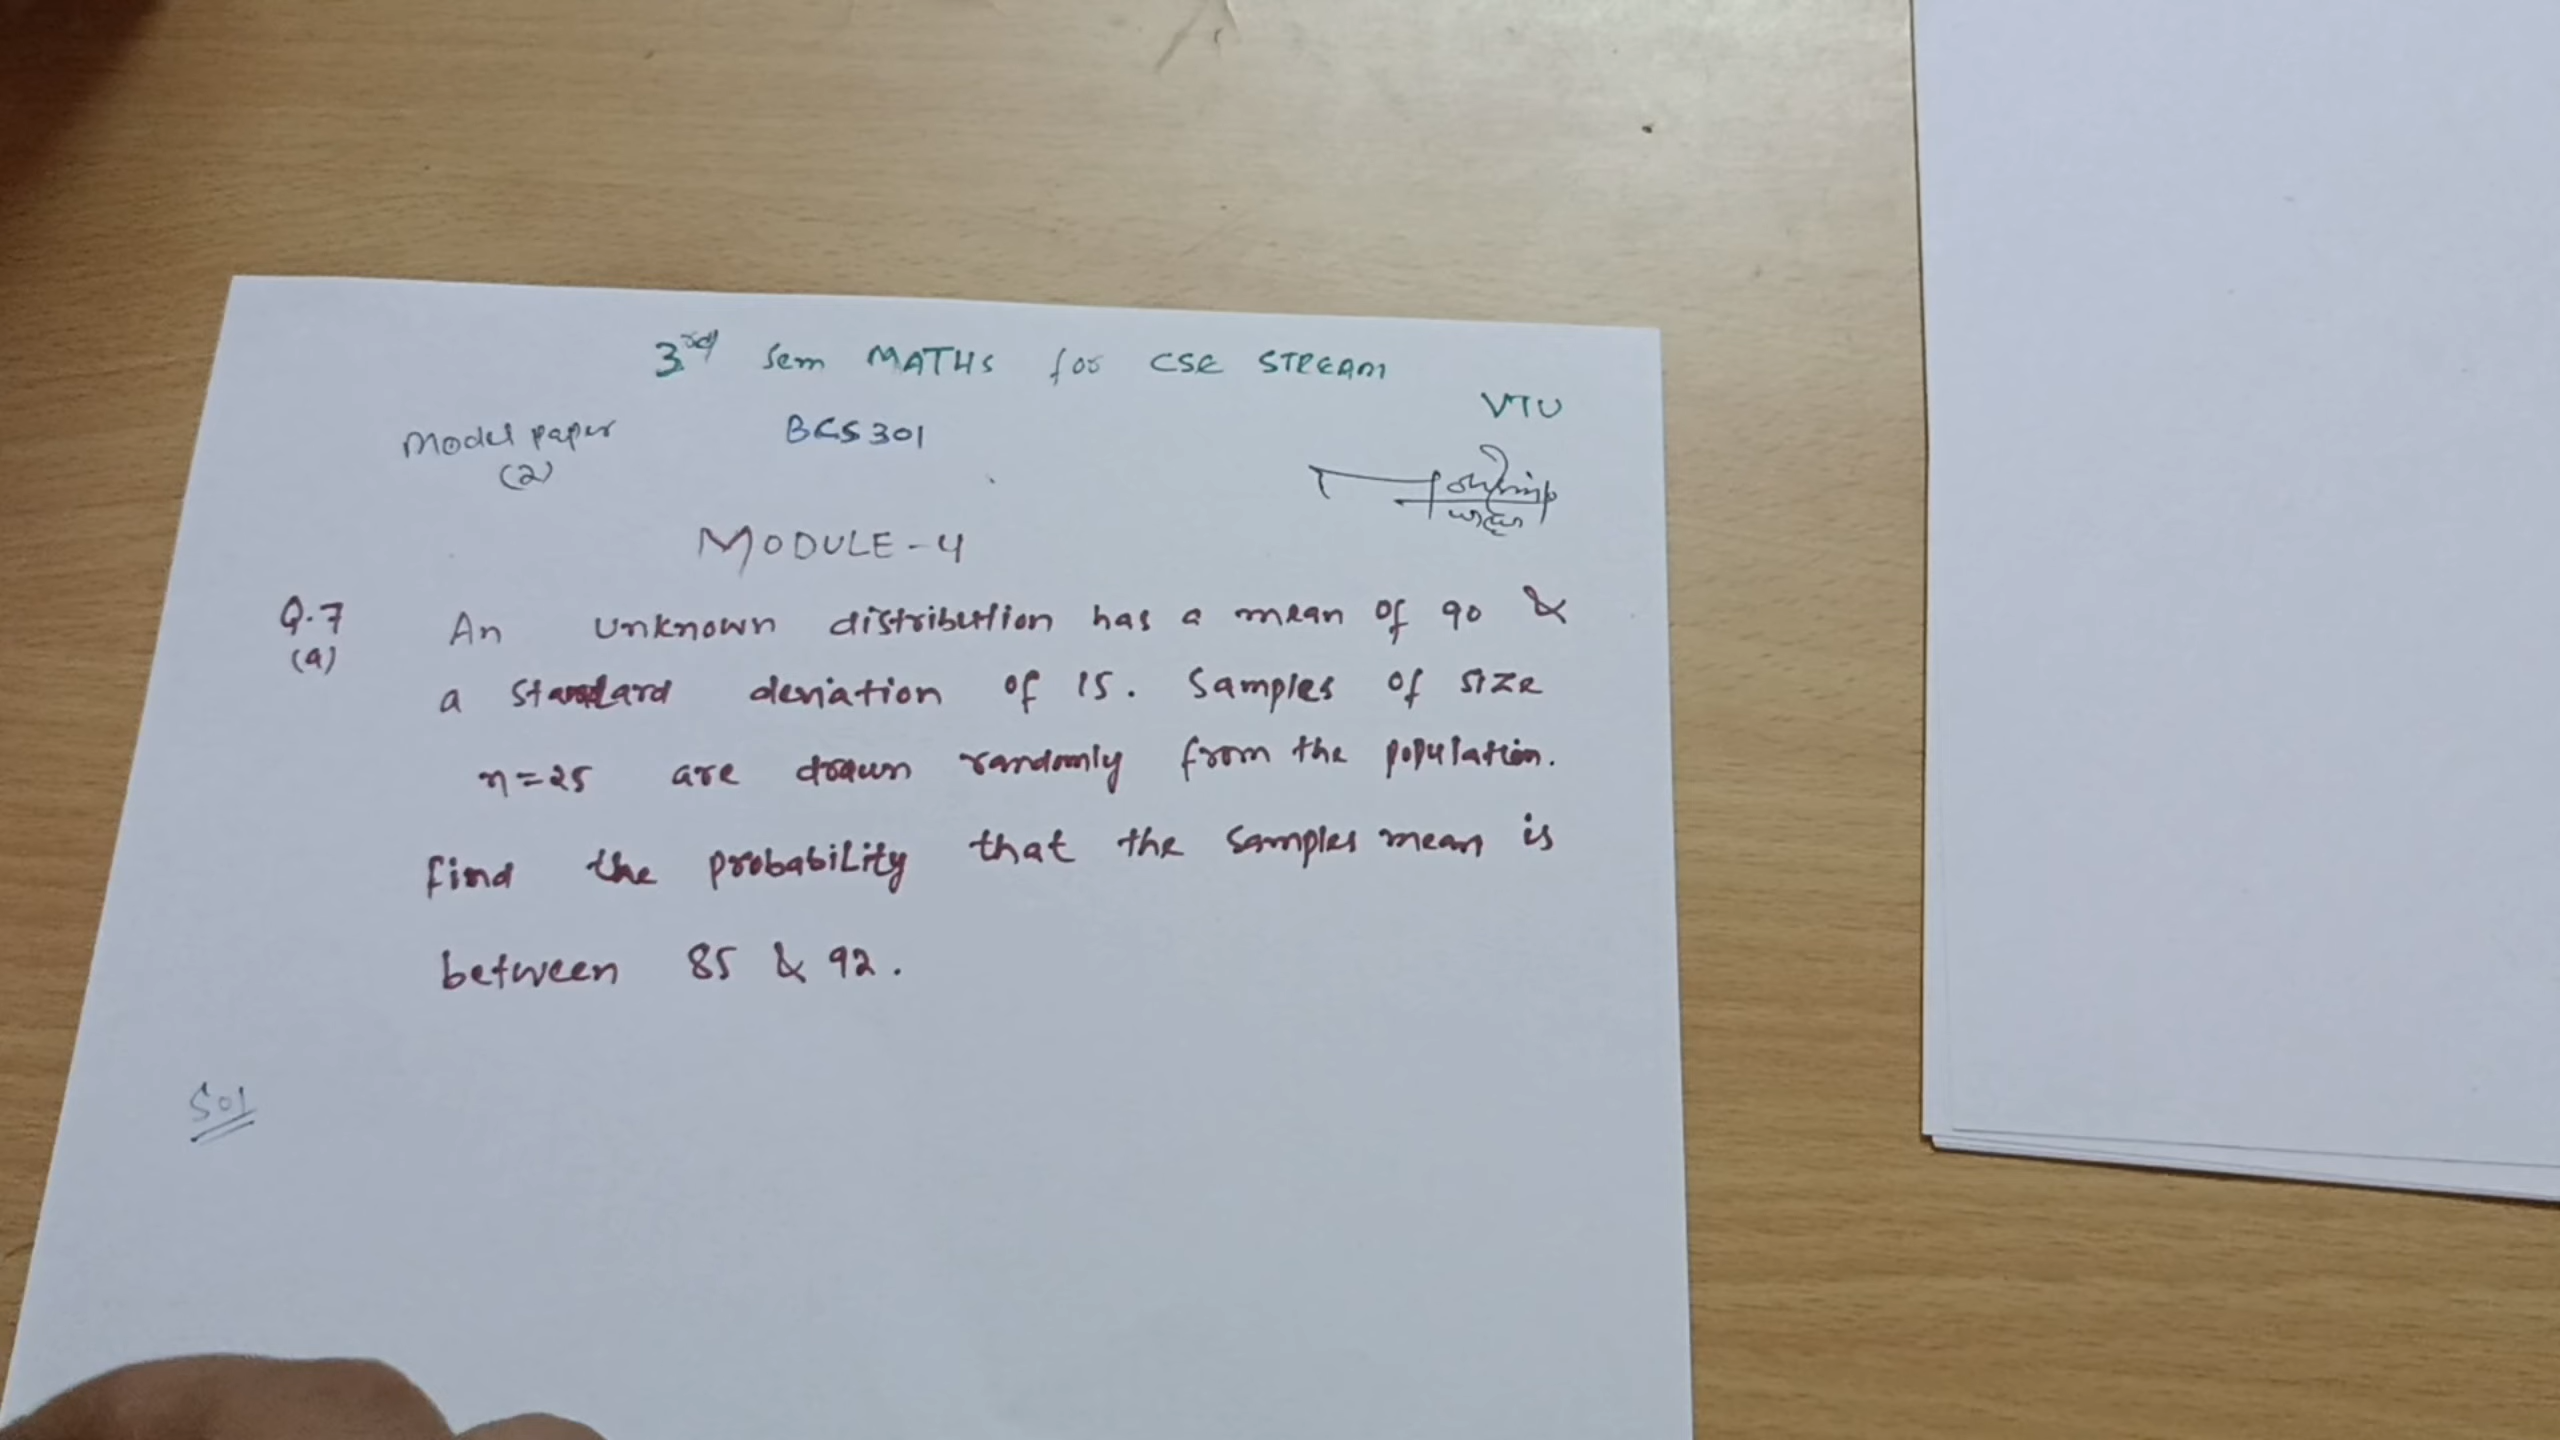 3rd Sem MATHS for CSE STREAM
VTU
Model paper BCS301
(2)
MODULE-4
Q.7 An unknown distribution has a mean of 90 &
(a) a standard deviation of 15. Samples of size
n=25 are drawn randomly from the population.
find the probability that the samples mean is
between 85 & 92.
Sol